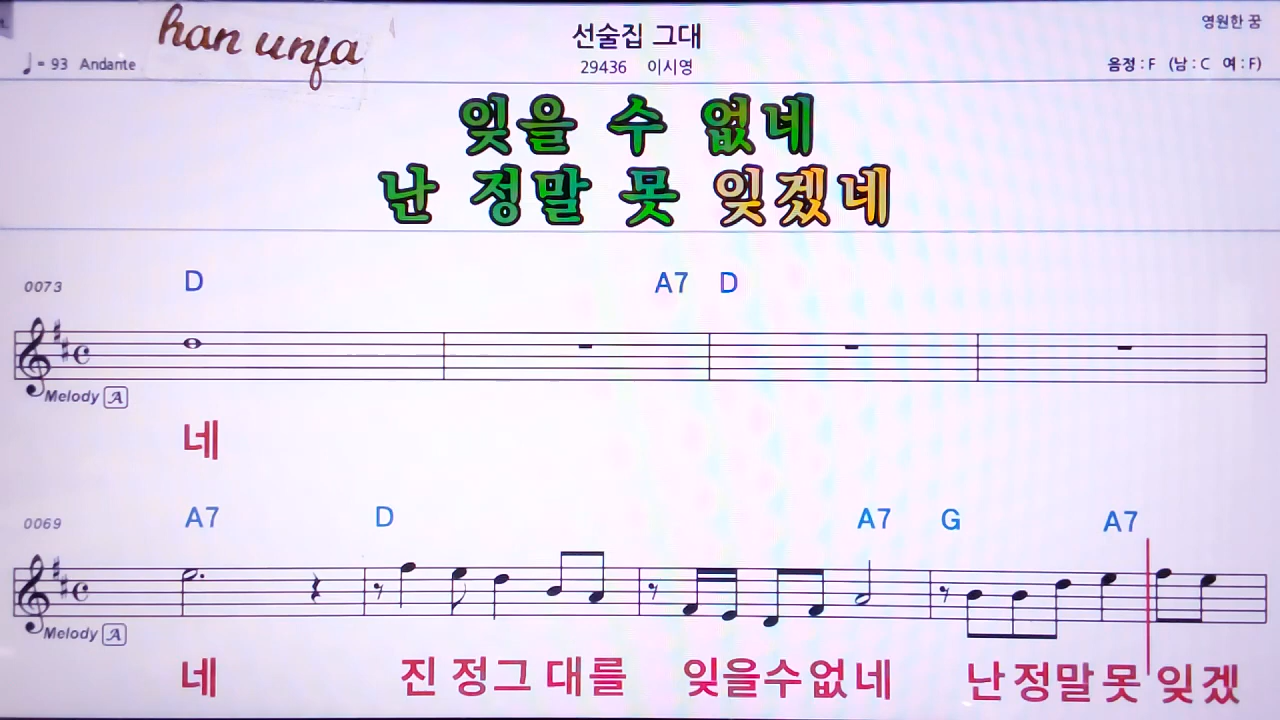 han unfa
선술집 그대
영원한 꿈
♩= 93 Andante
29436 이시영
음정 : F (남 : C 여 : F)
잊을 수 없네
난 정말 못 잊겠네
0073 D A7 D
Melody A
네
0069 A7 D A7 G A7
Melody A
네 진 정그 대를 잊을수없네 난정말못 잊겠